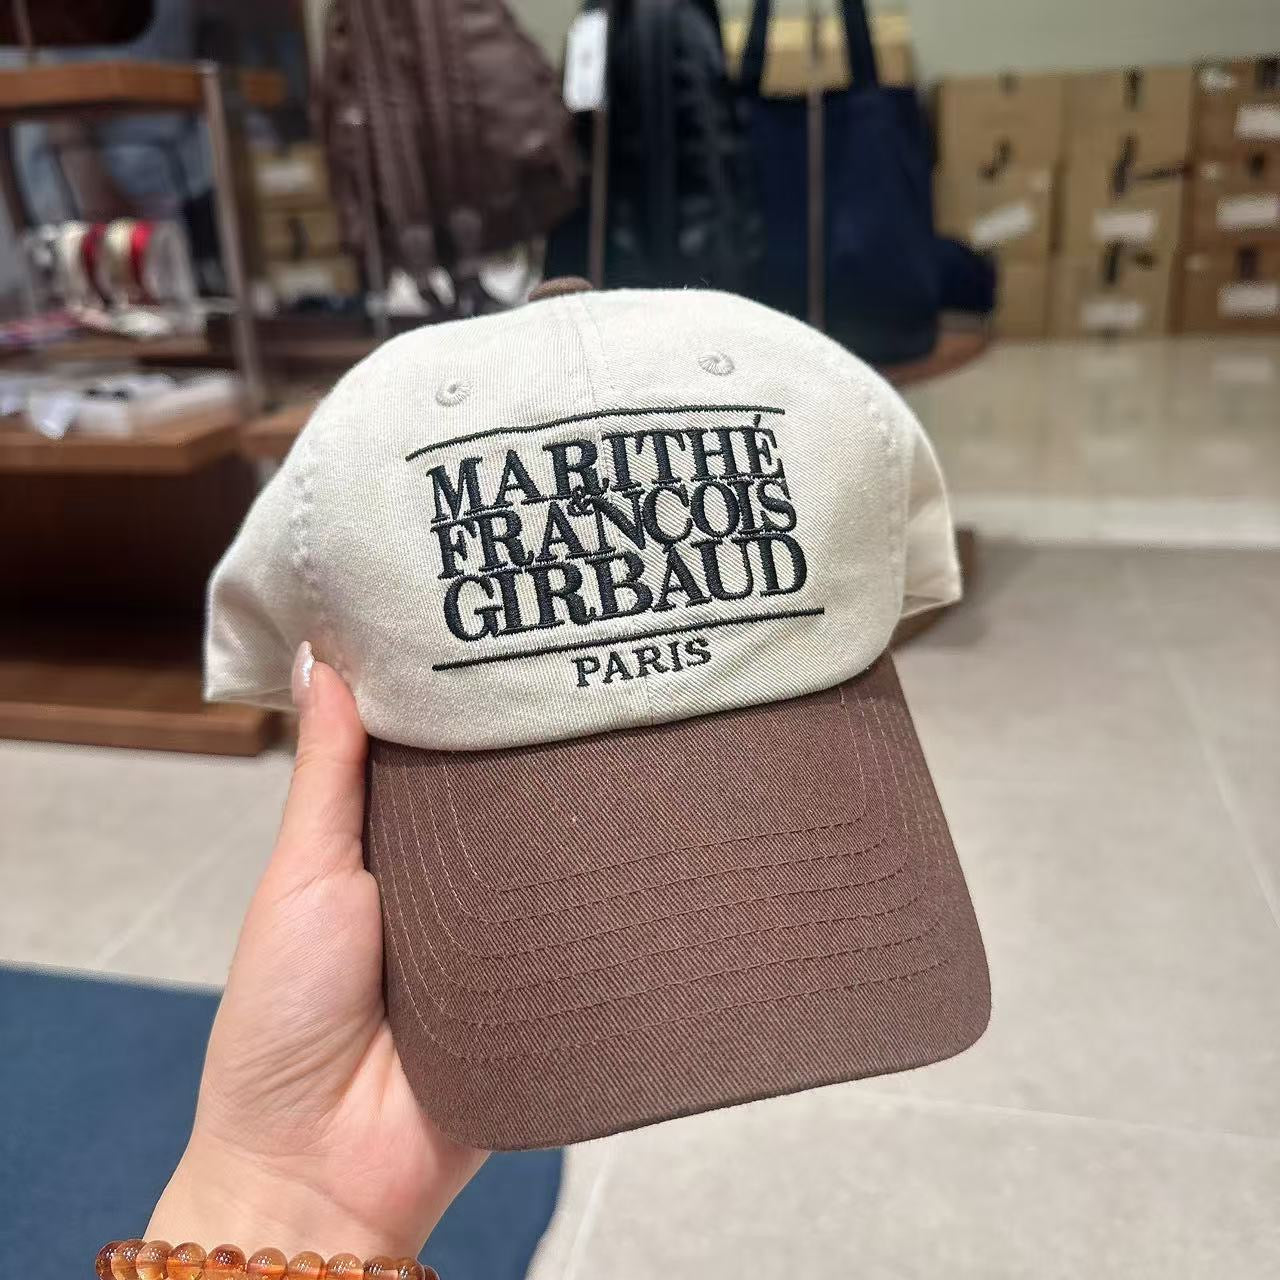 MARITHÉ
&
FRANCOIS
GIRBAUD
PARIS